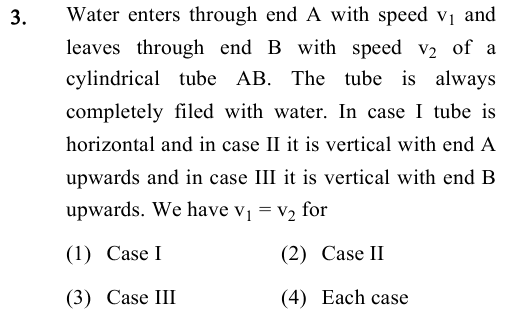 3. Water enters through end A with speed v₁ and
leaves through end B with speed v₂ of a
cylindrical tube AB. The tube is always
completely filed with water. In case I tube is
horizontal and in case II it is vertical with end A
upwards and in case III it is vertical with end B
upwards. We have v₁ = v₂ for
(1) Case I (2) Case II
(3) Case III (4) Each case